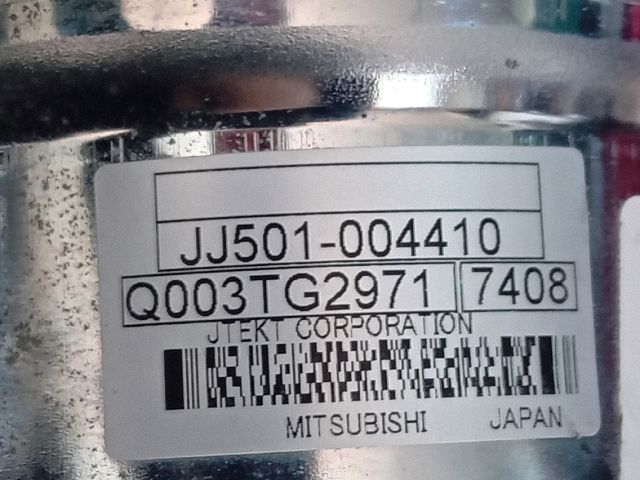 JJ501-004410
Q003TG2971 7408
JTEKT CORPORATION
MITSUBISHI JAPAN